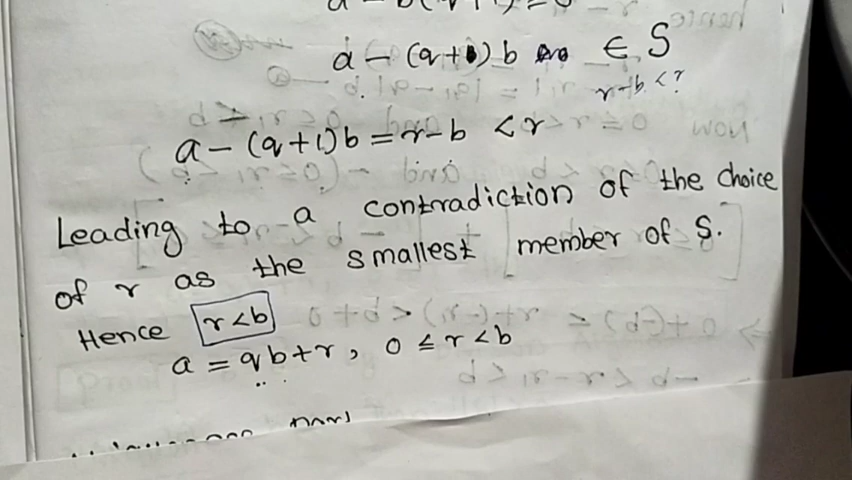 a - (q+1)b ∈ S
r-b <?
a - (q+1)b = r-b < r
Leading to a contradiction of the choice
of r as the smallest member of S.
Hence r<b
a = qb+r, 0 ≤ r < b